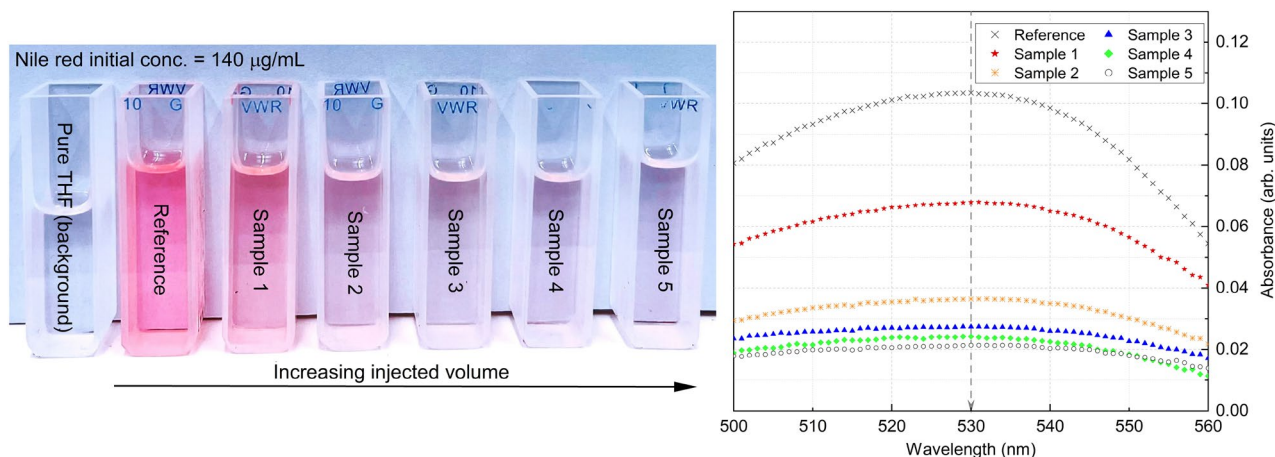 Nile red initial conc. = 140 μg/mL
VWR
10 G
10
VWR
VWR
10 G
10 G
VWR
VWR
Pure THF (background)
Reference
Sample 1
Sample 2
Sample 3
Sample 4
Sample 5
Increasing injected volume
Reference
Sample 1
Sample 2
Sample 3
Sample 4
Sample 5
0.12
0.10
0.08
0.06
0.04
0.02
0.00
Absorbance (arb. units)
500 510 520 530 540 550 560
Wavelength (nm)